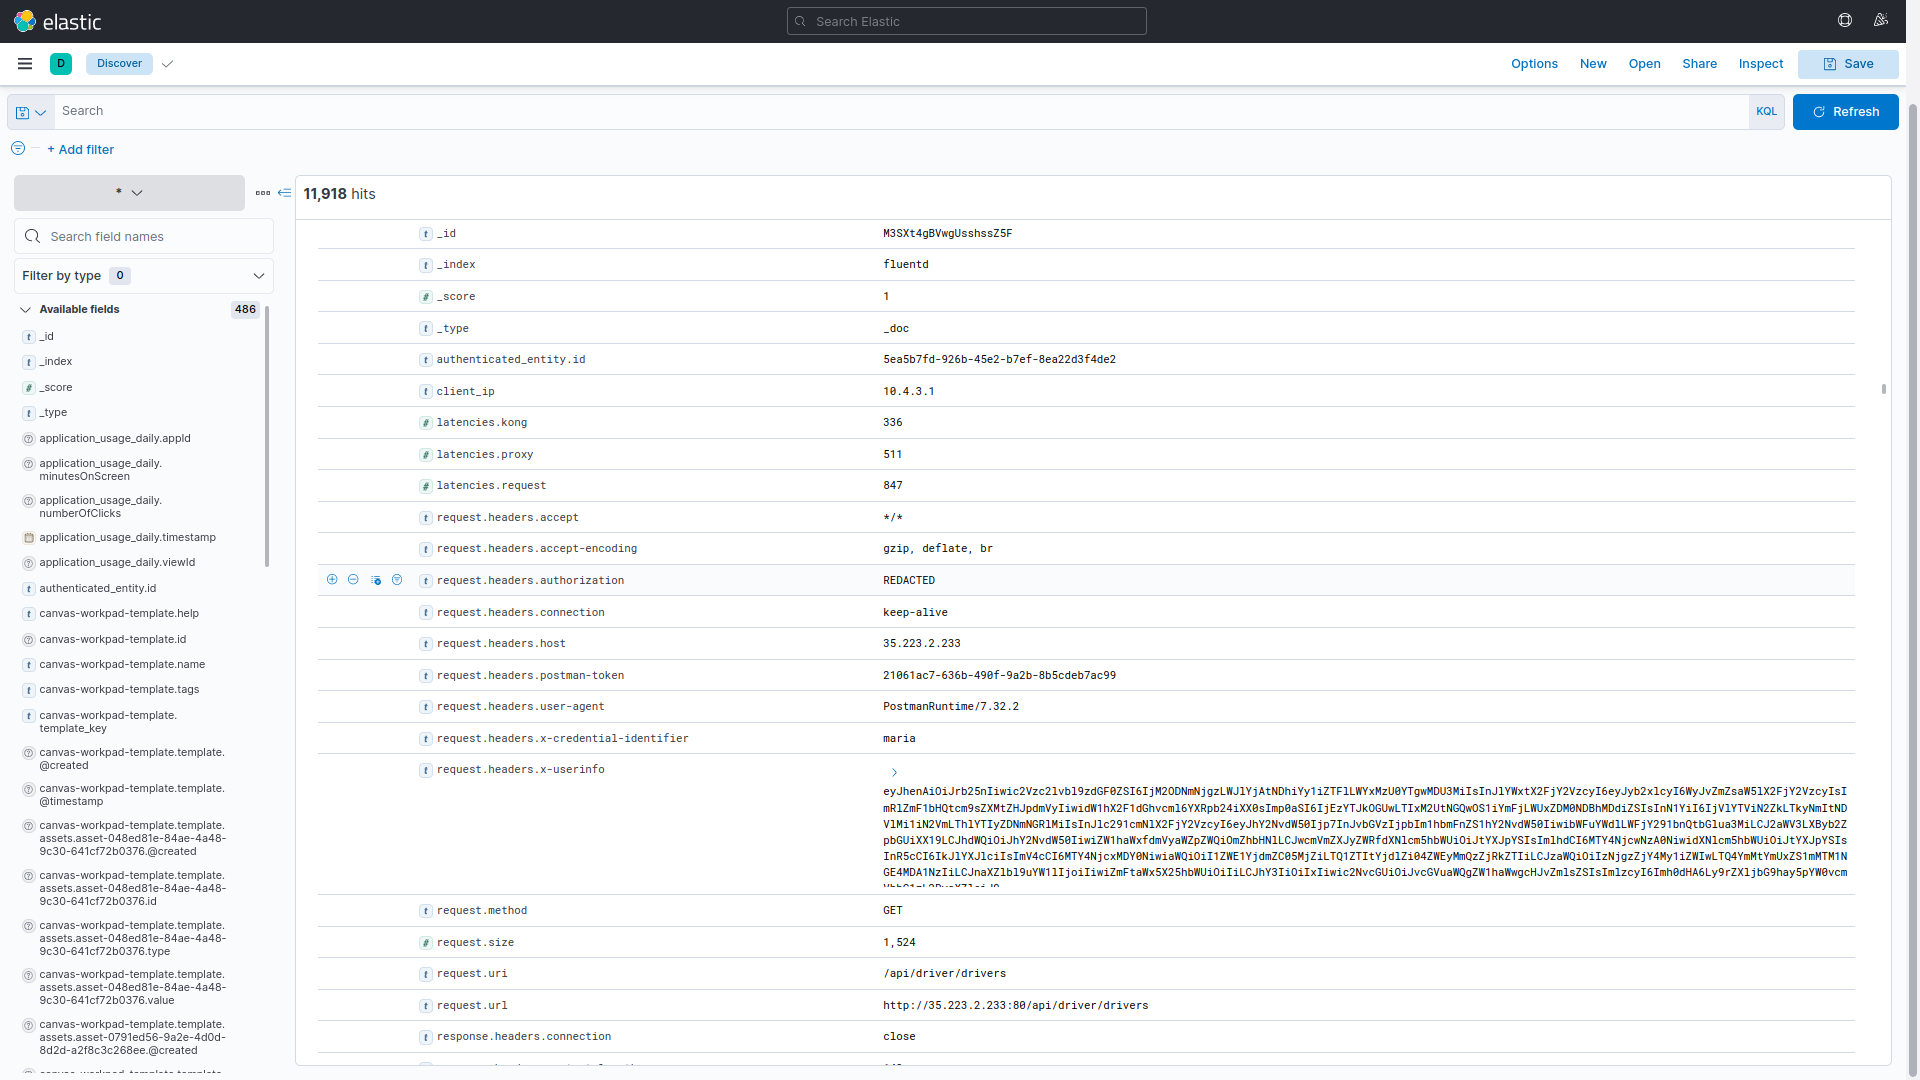 elastic
Search Elastic
D
Discover
Options
New
Open
Share
Inspect
Save
Search
KQL
Refresh
+ Add filter
*
11,918 hits
Search field names
Filter by type 0
Available fields 486
t _id
t _index
# _score
t _type
application_usage_daily.appId
application_usage_daily.
minutesOnScreen
application_usage_daily.
numberOfClicks
application_usage_daily.timestamp
application_usage_daily.viewId
t authenticated_entity.id
t canvas-workpad-template.help
canvas-workpad-template.id
t canvas-workpad-template.name
t canvas-workpad-template.tags
t canvas-workpad-template.
template_key
canvas-workpad-template.template.
@created
canvas-workpad-template.template.
@timestamp
canvas-workpad-template.template.
assets.asset-048ed81e-84ae-4a48-
9c30-641cf72b0376.@created
canvas-workpad-template.template.
assets.asset-048ed81e-84ae-4a48-
9c30-641cf72b0376.id
canvas-workpad-template.template.
assets.asset-048ed81e-84ae-4a48-
9c30-641cf72b0376.type
canvas-workpad-template.template.
assets.asset-048ed81e-84ae-4a48-
9c30-641cf72b0376.value
canvas-workpad-template.template.
assets.asset-0791ed56-9a2e-4d0d-
8d2d-a2f8c3c268ee.@created
t _id M3SXt4gBVwgUsshssZ5F
t _index fluentd
# _score 1
t _type _doc
t authenticated_entity.id 5ea5b7fd-926b-45e2-b7ef-8ea22d3f4de2
t client_ip 10.4.3.1
# latencies.kong 336
# latencies.proxy 511
# latencies.request 847
t request.headers.accept */*
t request.headers.accept-encoding gzip, deflate, br
t request.headers.authorization REDACTED
t request.headers.connection keep-alive
t request.headers.host 35.223.2.233
t request.headers.postman-token 21061ac7-636b-490f-9a2b-8b5cdeb7ac99
t request.headers.user-agent PostmanRuntime/7.32.2
t request.headers.x-credential-identifier maria
t request.headers.x-userinfo
t request.method GET
# request.size 1,524
t request.uri /api/driver/drivers
t request.url http://35.223.2.233:80/api/driver/drivers
t response.headers.connection close